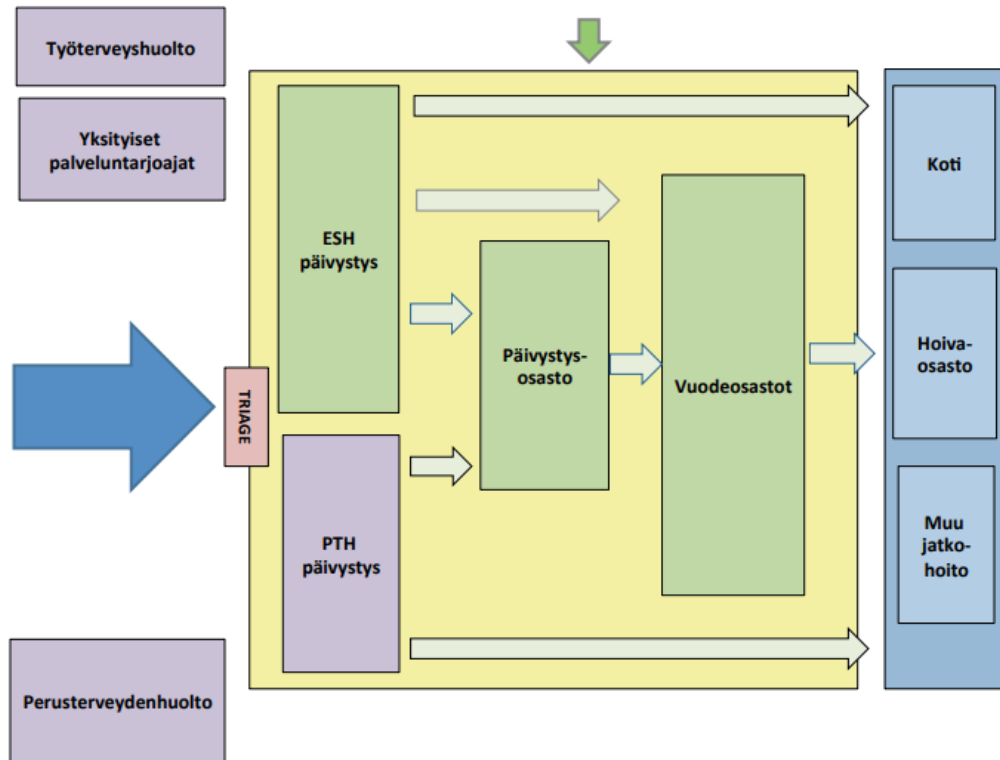 Työterveyshuolto
Yksityiset
palveluntarjoajat
Perusterveydenhuolto
TRIAGE
ESH
päivystys
PTH
päivystys
Päivystys-
osasto
Vuodeosastot
Koti
Hoiva-
osasto
Muu
jatko-
hoito